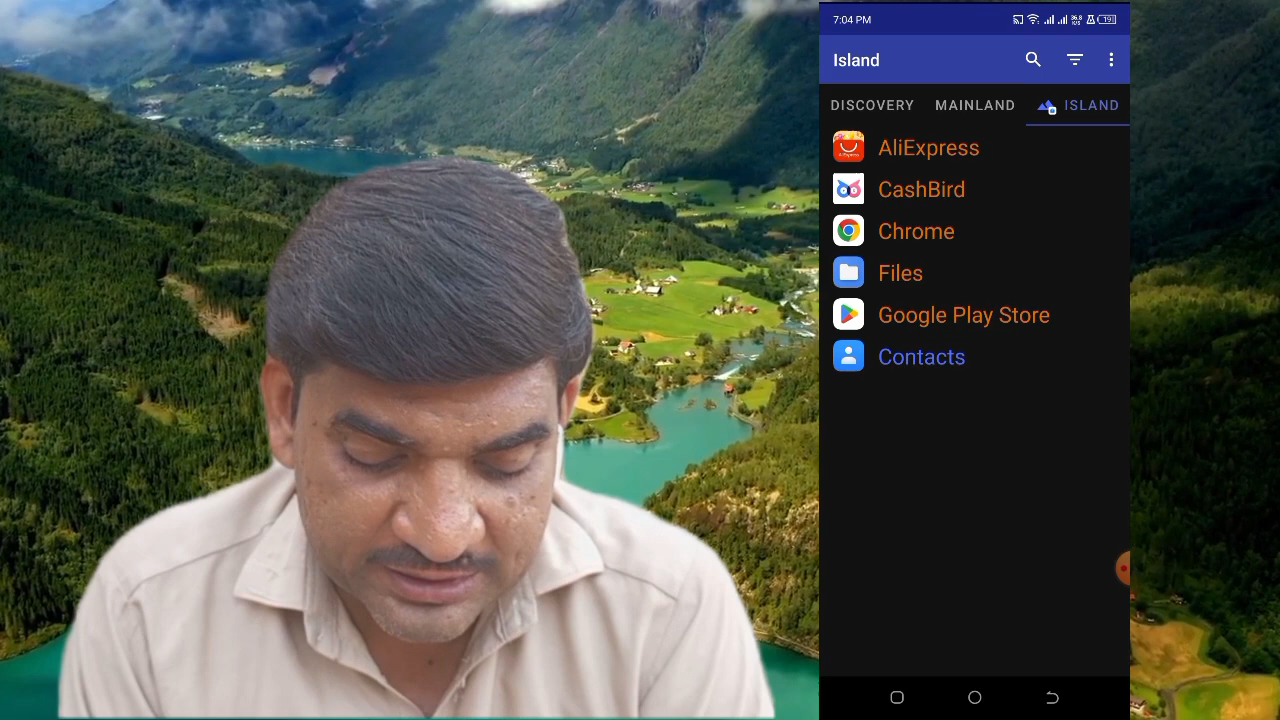 7:04 PM
Island
DISCOVERY MAINLAND ISLAND
AliExpress
CashBird
Chrome
Files
Google Play Store
Contacts